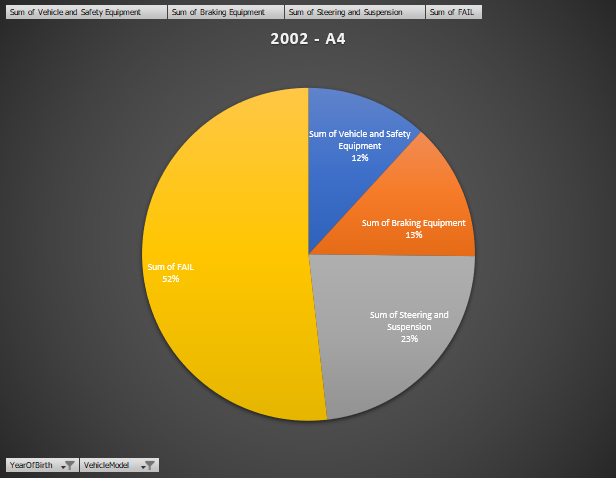 Sum of Vehicle and Safety Equipment Sum of Braking Equipment Sum of Steering and Suspension Sum of FAIL
2002 - A4
Sum of Vehicle and Safety
Equipment
12%
Sum of Braking Equipment
13%
Sum of FAIL
52%
Sum of Steering and
Suspension
23%
YearOfBirth VehicleModel